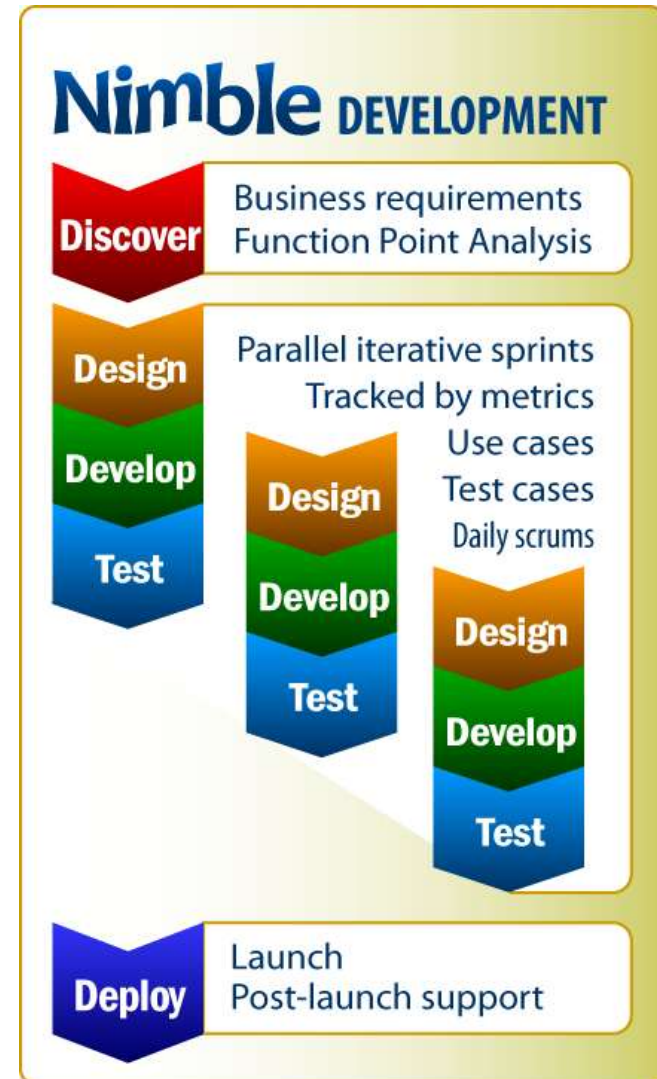 Nimble DEVELOPMENT
Discover
Business requirements
Function Point Analysis
Design
Develop
Test
Parallel iterative sprints
Tracked by metrics
Use cases
Test cases
Daily scrums
Design
Develop
Test
Design
Develop
Test
Deploy
Launch
Post-launch support